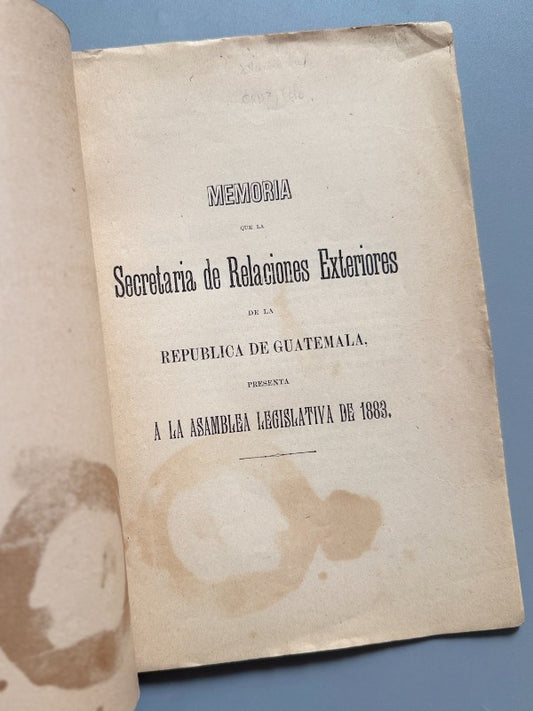 MEMORIA
QUE LA
Secretaria de Relaciones Exteriores
DE LA
REPUBLICA DE GUATEMALA,
PRESENTA
A LA ASAMBLEA LEGISLATIVA DE 1883.